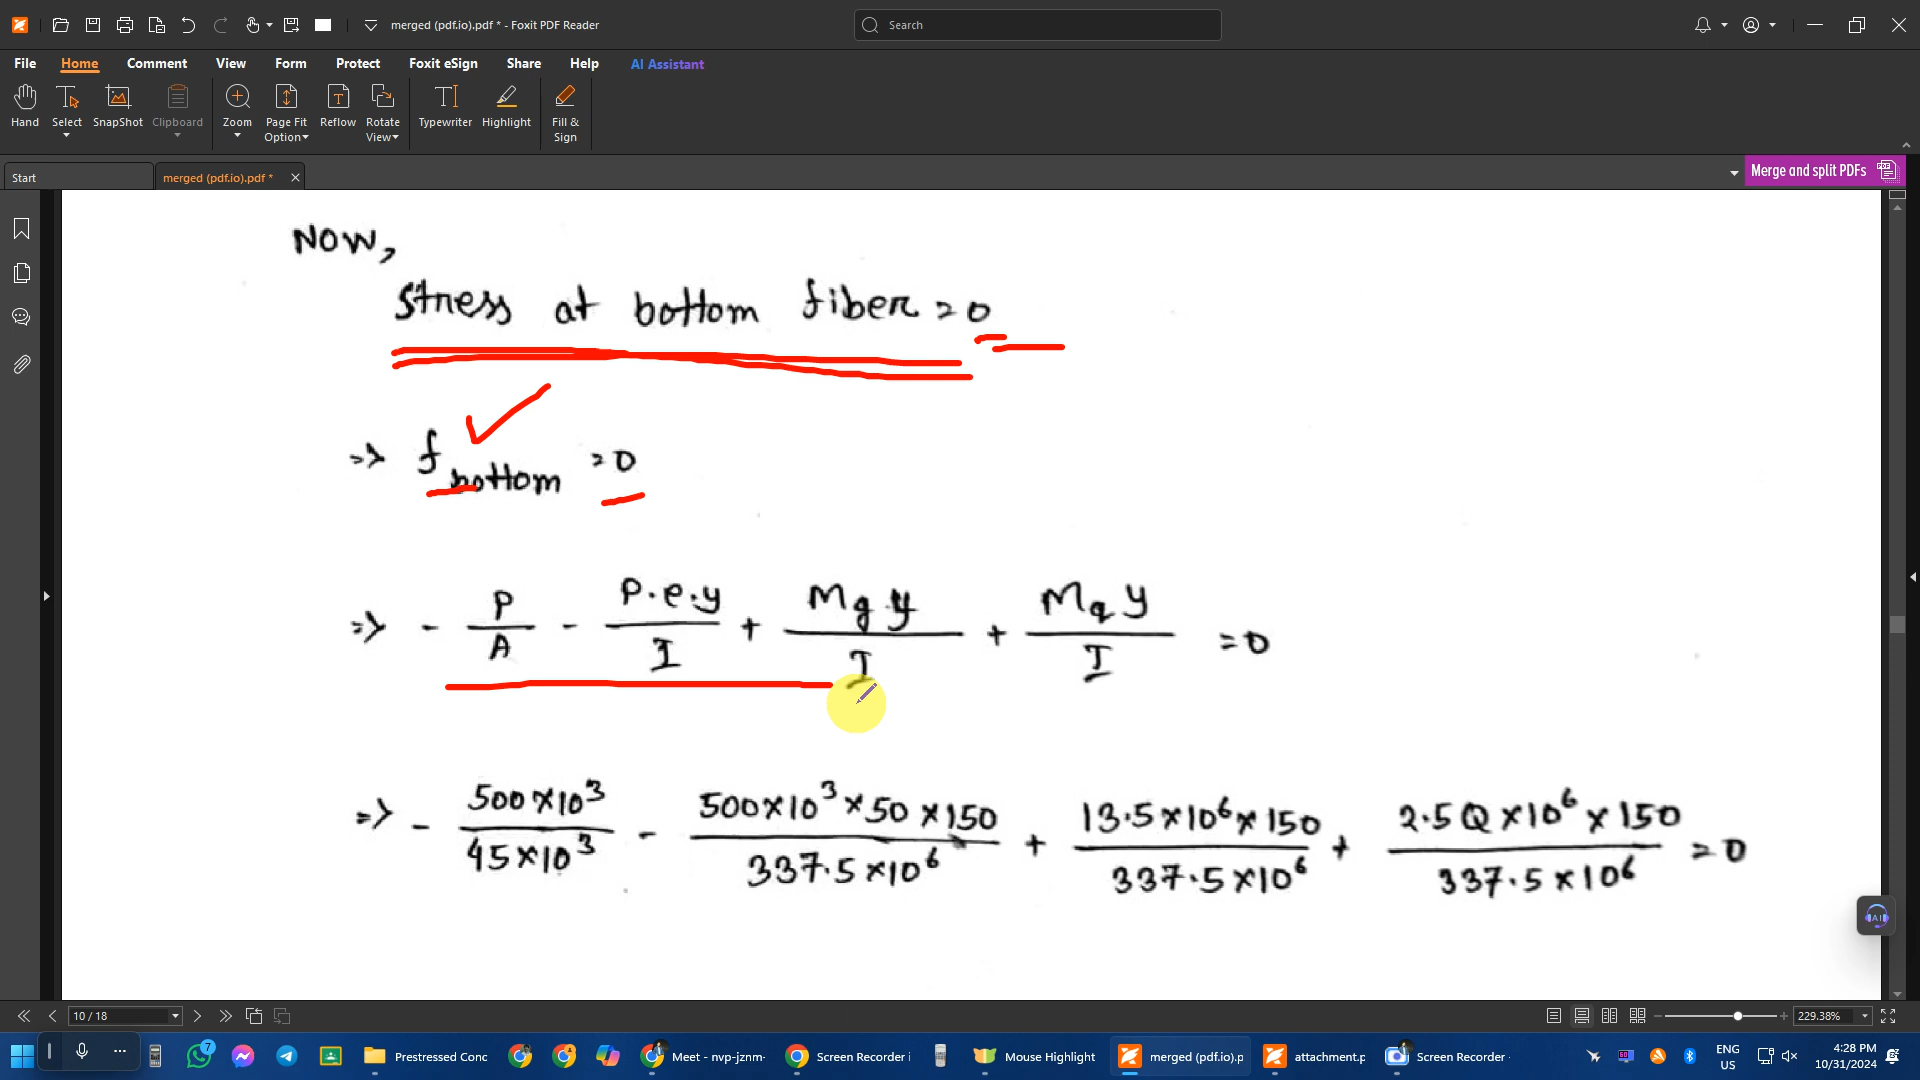 merged (pdf.io).pdf * - Foxit PDF Reader
Search
File Home Comment View Form Protect Foxit eSign Share Help AI Assistant
Hand Select SnapShot Clipboard Zoom Page Fit Option Reflow Rotate View Typewriter Highlight Fill & Sign
Start
merged (pdf.io).pdf *
Merge and split PDFs
Now,
stress at bottom fiber = 0
=> f bottom = 0
=> - P/A - P.e.y/I + Mg y/I + Mq y/I = 0
=> - 500×10³/45×10³ - 500×10³×50×150/337.5×10⁶ + 13.5×10⁶×150/337.5×10⁶ + 2.5Q×10⁶×150/337.5×10⁶ = 0
AI
10 / 18
229.38%
7
Prestressed Conc
Meet - nvp-jznm-
Screen Recorder i
Mouse Highlight
merged (pdf.io).p
attachment.p
Screen Recorder
ENG
US
4:28 PM
10/31/2024